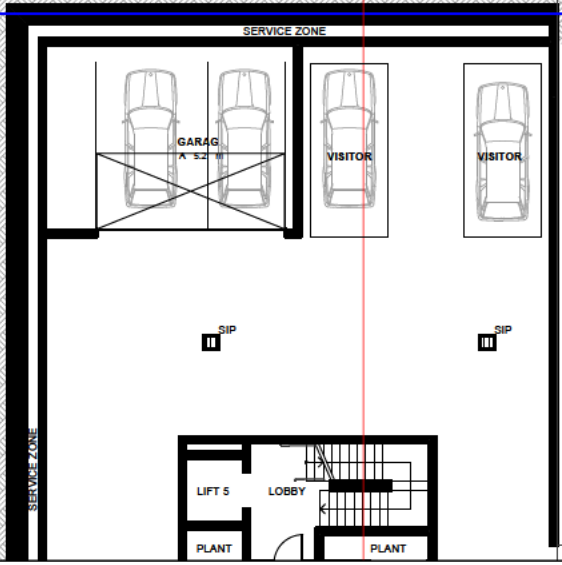 SERVICE ZONE
GARAG
VISITOR
VISITOR
SIP
SIP
SERVICE ZONE
LIFT 5
LOBBY
PLANT
PLANT